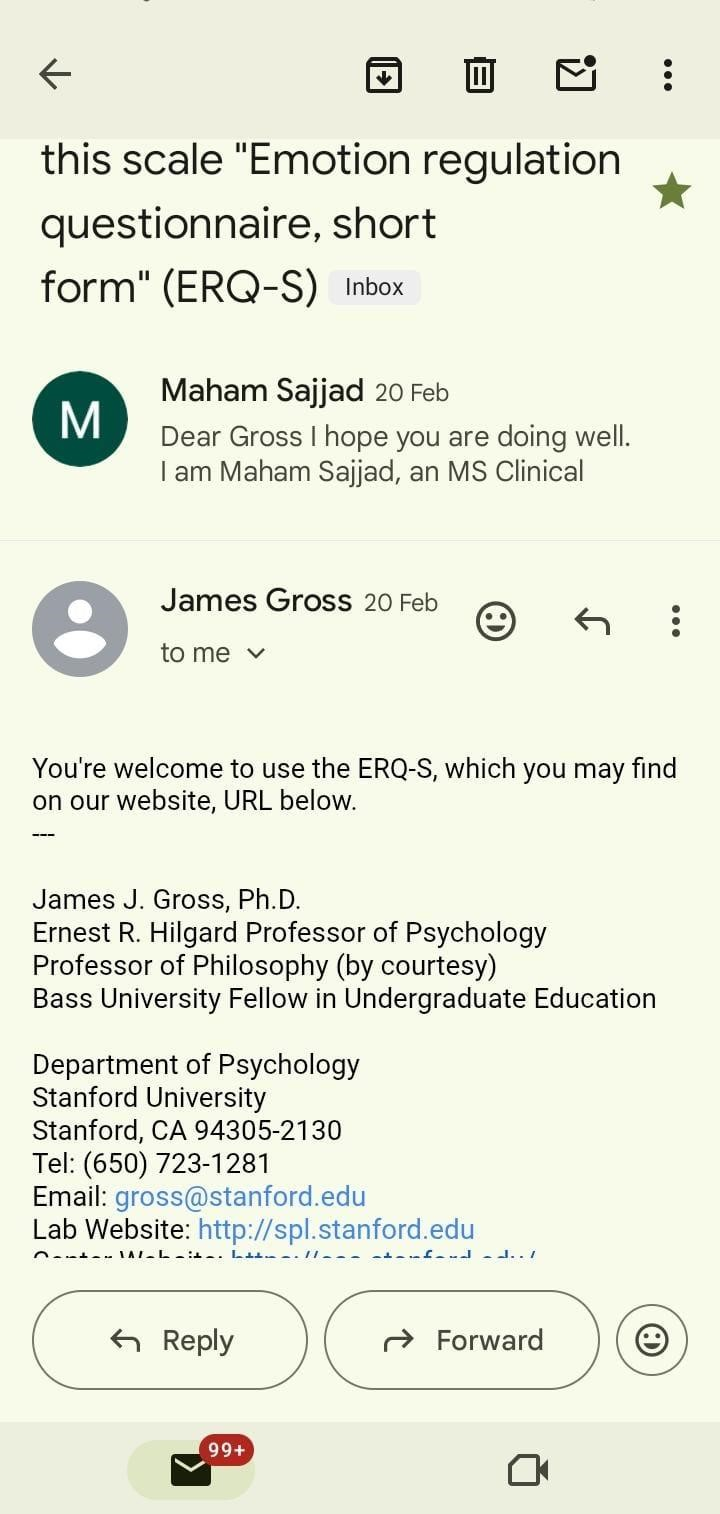 this scale "Emotion regulation
questionnaire, short
form" (ERQ-S) Inbox
M
Maham Sajjad 20 Feb
Dear Gross I hope you are doing well.
I am Maham Sajjad, an MS Clinical
James Gross 20 Feb
to me
You're welcome to use the ERQ-S, which you may find
on our website, URL below.
---
James J. Gross, Ph.D.
Ernest R. Hilgard Professor of Psychology
Professor of Philosophy (by courtesy)
Bass University Fellow in Undergraduate Education
Department of Psychology
Stanford University
Stanford, CA 94305-2130
Tel: (650) 723-1281
Email: gross@stanford.edu
Lab Website: http://spl.stanford.edu
Reply
Forward
99+